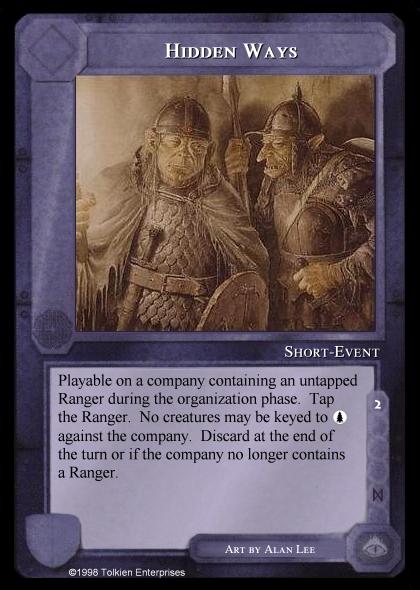 Hidden Ways
Short-Event
Playable on a company containing an untapped
Ranger during the organization phase. Tap
the Ranger. No creatures may be keyed to
against the company. Discard at the end of
the turn or if the company no longer contains
a Ranger.
2
Art by Alan Lee
©1998 Tolkien Enterprises